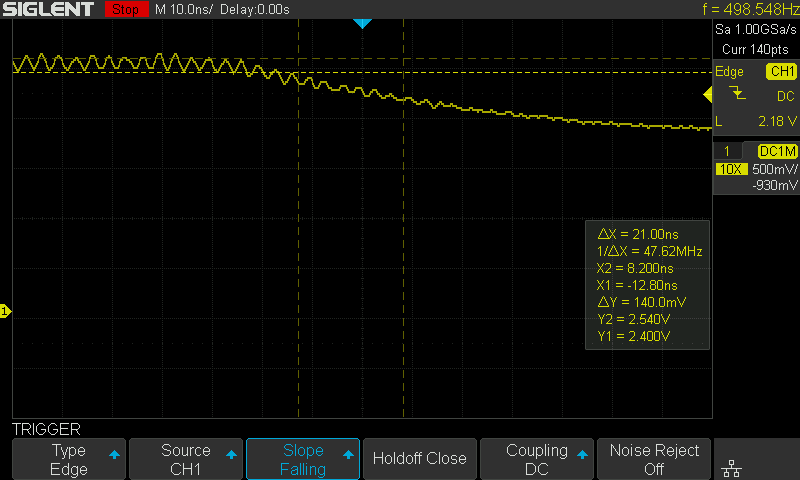 SIGLENT Stop M 10.0ns/ Delay:0.00s f = 498.548Hz
Sa 1.00GSa/s
Curr 140pts
Edge CH1
DC
L 2.18 V
1 DC1M
10X 500mV/
-930mV
△X = 21.00ns
1/△X = 47.62MHz
X2 = 8.200ns
X1 = -12.80ns
△Y = 140.0mV
Y2 = 2.540V
Y1 = 2.400V
1
TRIGGER
Type
Edge
Source
CH1
Slope
Falling
Holdoff Close
Coupling
DC
Noise Reject
Off